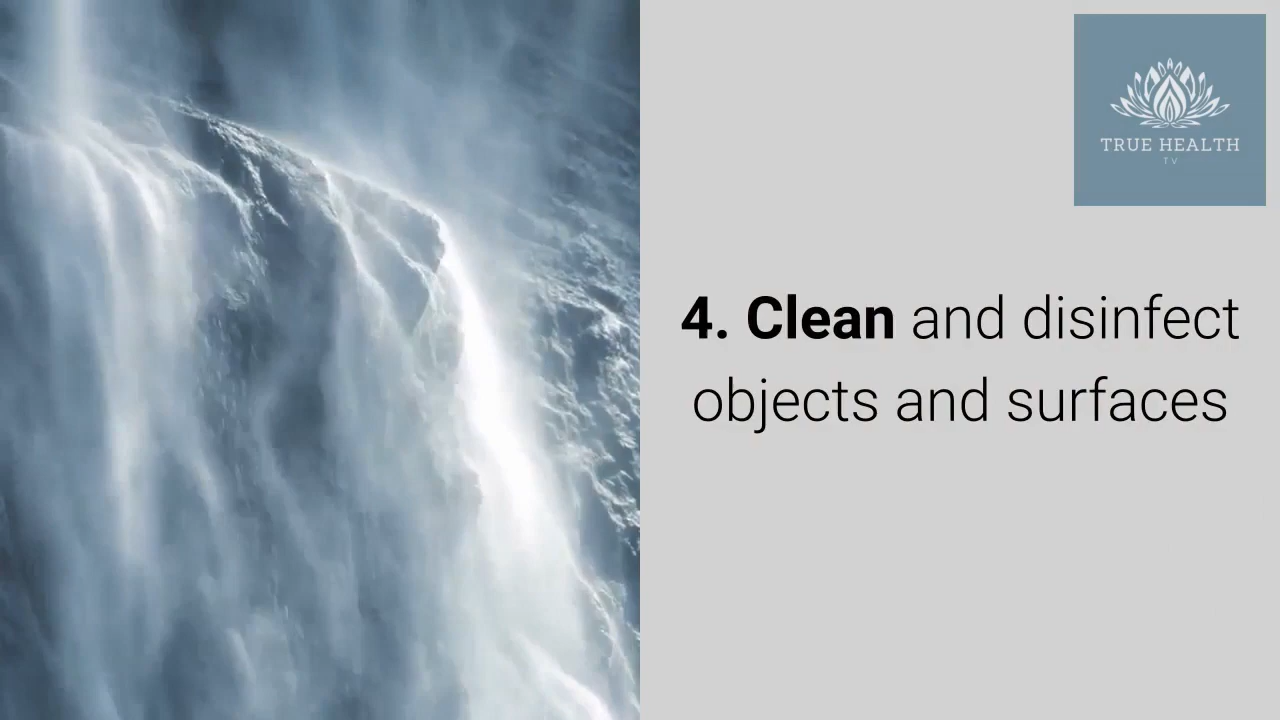 TRUE HEALTH
TV
4. Clean and disinfect
objects and surfaces